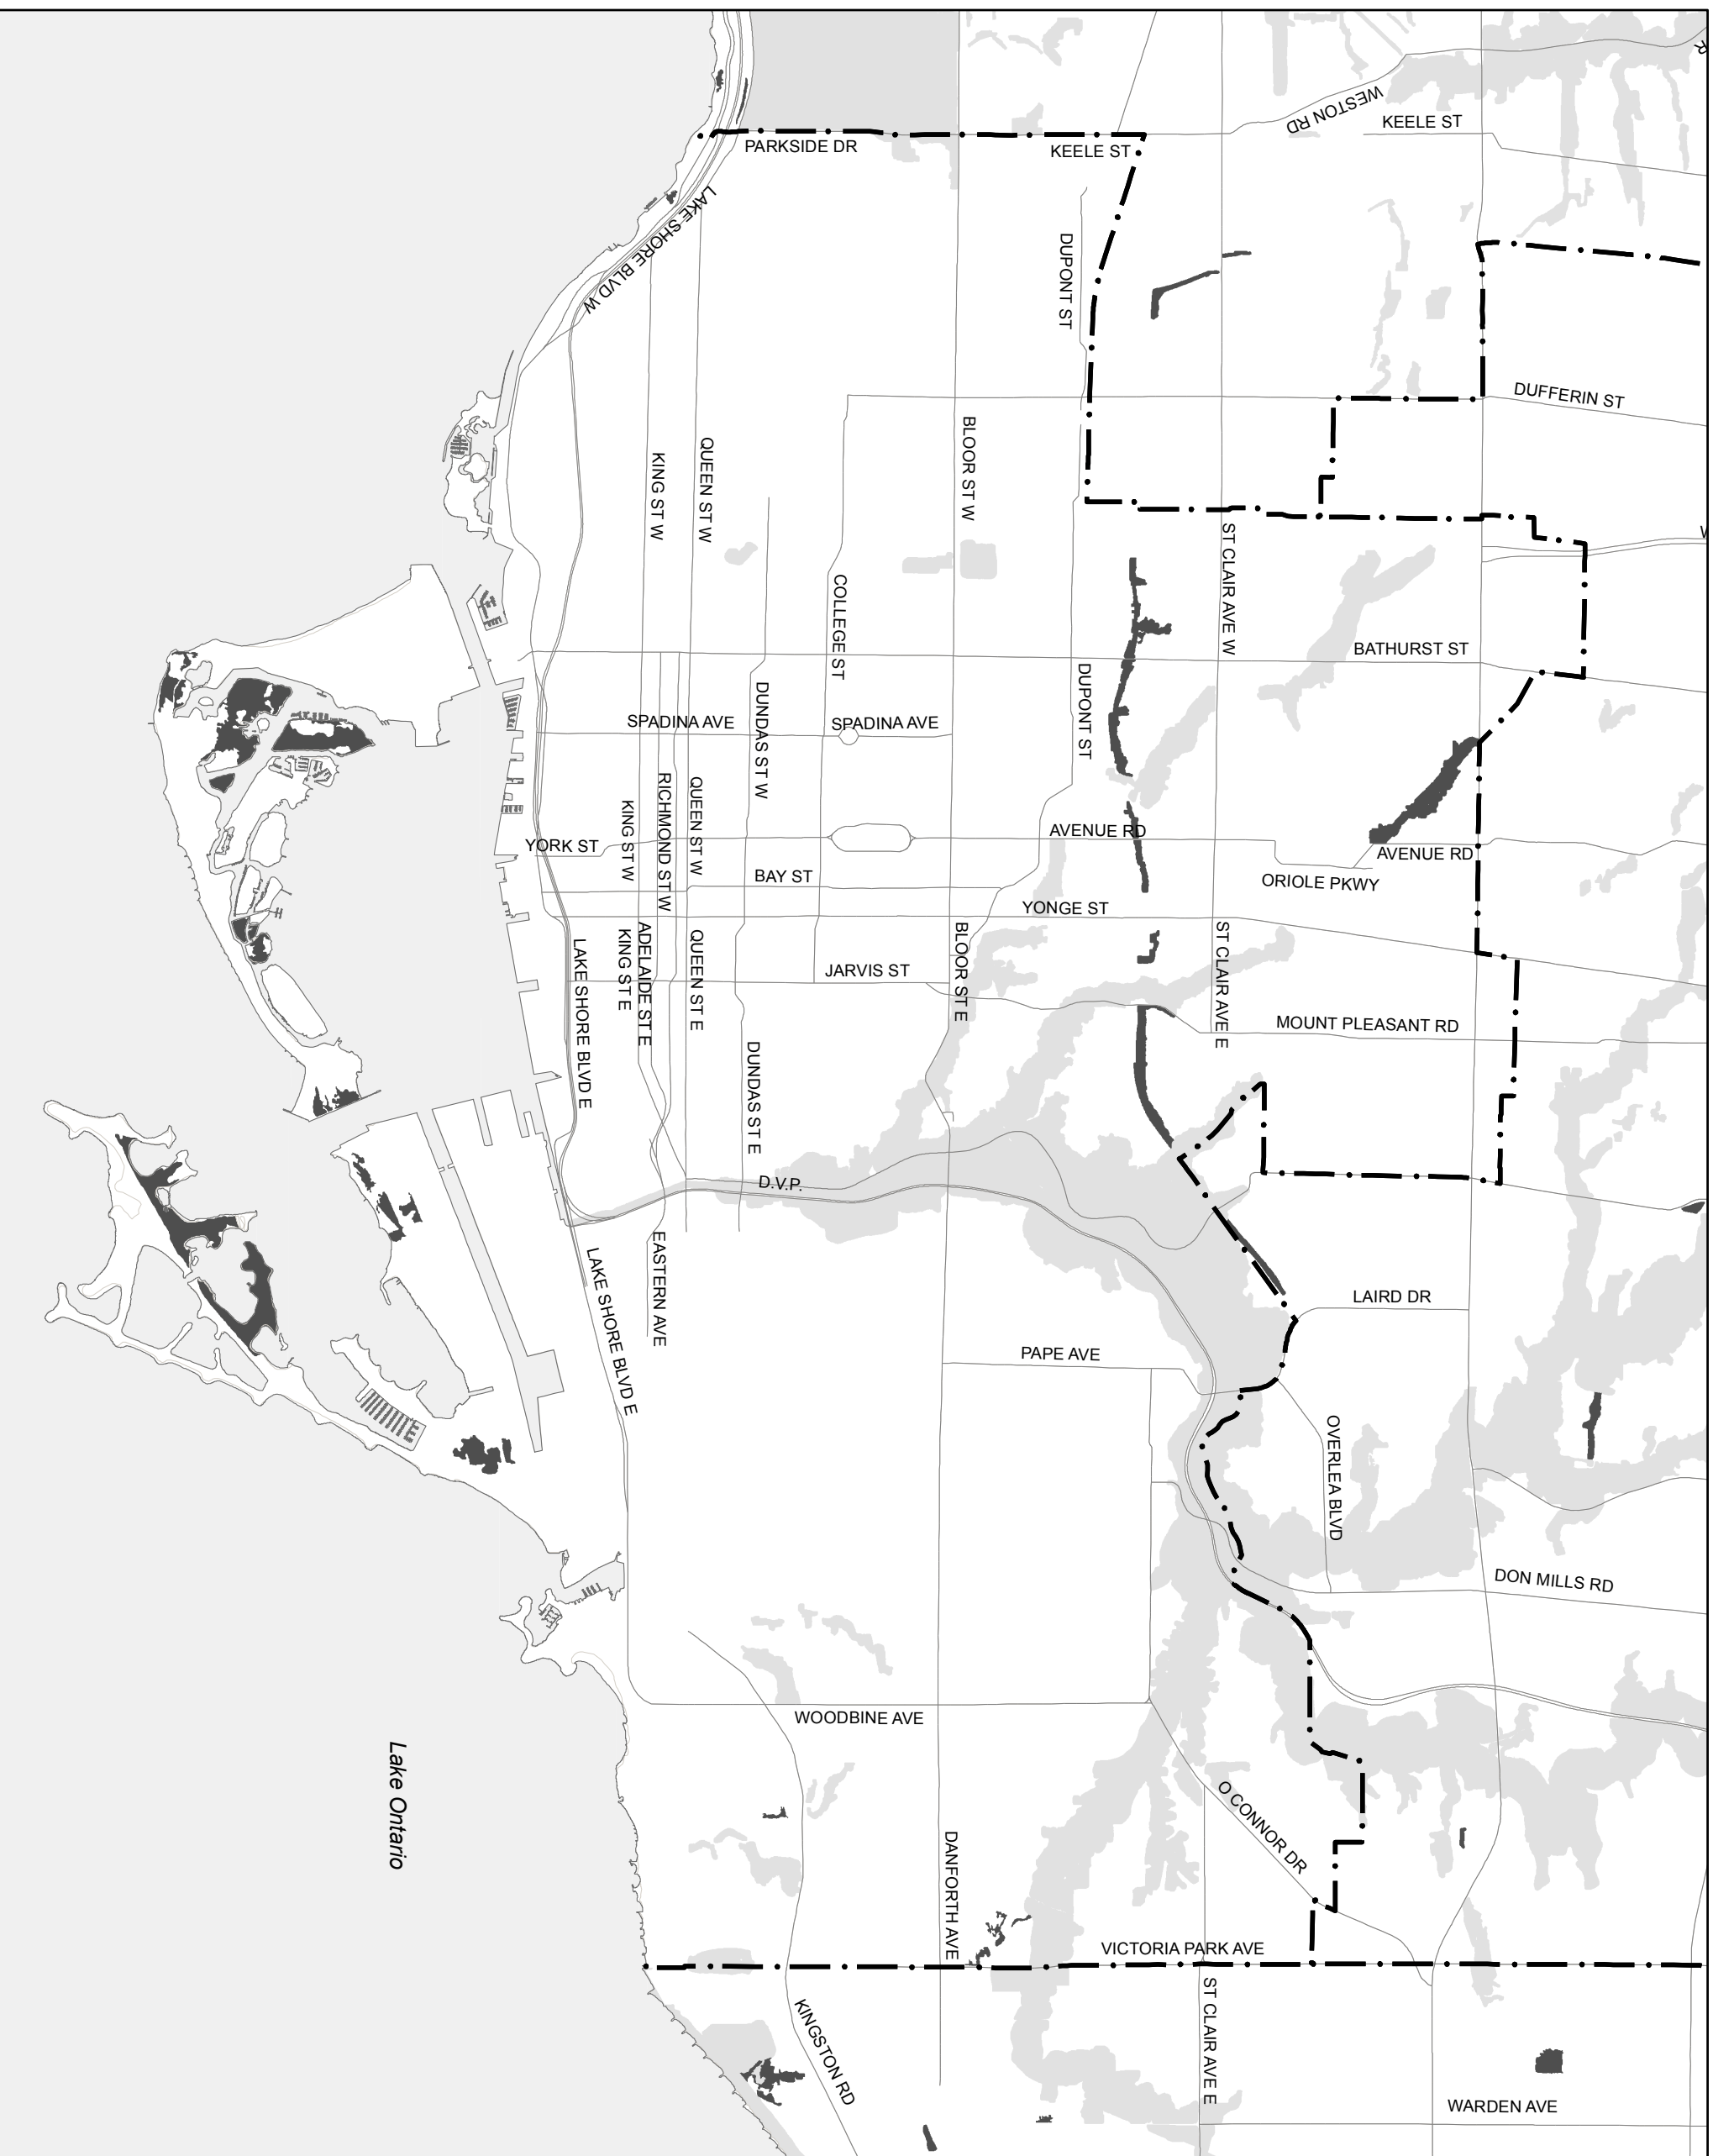 WESTON RD
KEELE ST
PARKSIDE DR
KEELE ST
LAKE SHORE BLVD W
DUPONT ST
DUFFERIN ST
BLOOR ST W
QUEEN ST W
KING ST W
ST CLAIR AVE W
COLLEGE ST
BATHURST ST
DUPONT ST
DUNDAS ST W
SPADINA AVE
SPADINA AVE
RICHMOND ST W
QUEEN ST W
KING ST W
YORK ST
AVENUE RD
AVENUE RD
ORIOLE PKWY
BAY ST
YONGE ST
LAKE SHORE BLVD E
KING ST E
ADELAIDE ST E
QUEEN ST E
BLOOR ST E
ST CLAIR AVE E
JARVIS ST
MOUNT PLEASANT RD
DUNDAS ST E
D.V.P.
EASTERN AVE
LAKE SHORE BLVD E
LAIRD DR
PAPE AVE
OVERLEA BLVD
DON MILLS RD
WOODBINE AVE
Lake Ontario
O CONNOR DR
DANFORTH AVE
VICTORIA PARK AVE
KINGSTON RD
ST CLAIR AVE E
WARDEN AVE